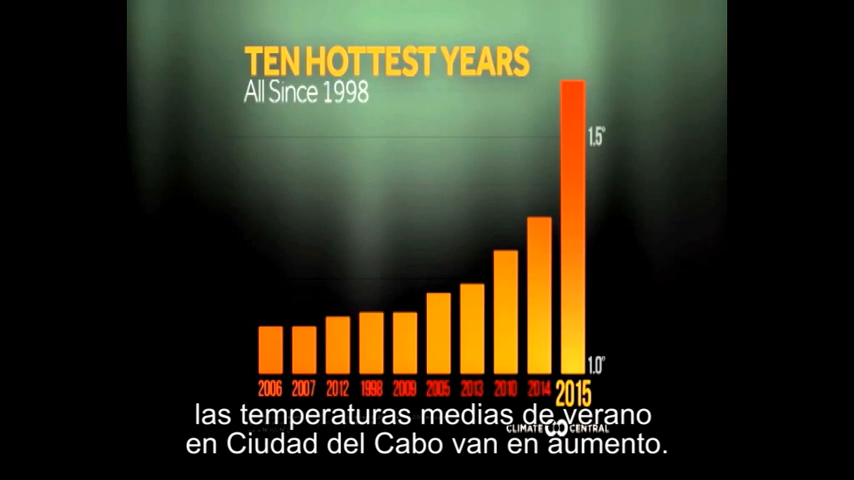 TEN HOTTEST YEARS
All Since 1998
1.5°
1.0°
2006 2007 2012 1998 2009 2005 2013 2010 2014 2015
las temperaturas medias de verano
CLIMATE CENTRAL
en Ciudad del Cabo van en aumento.